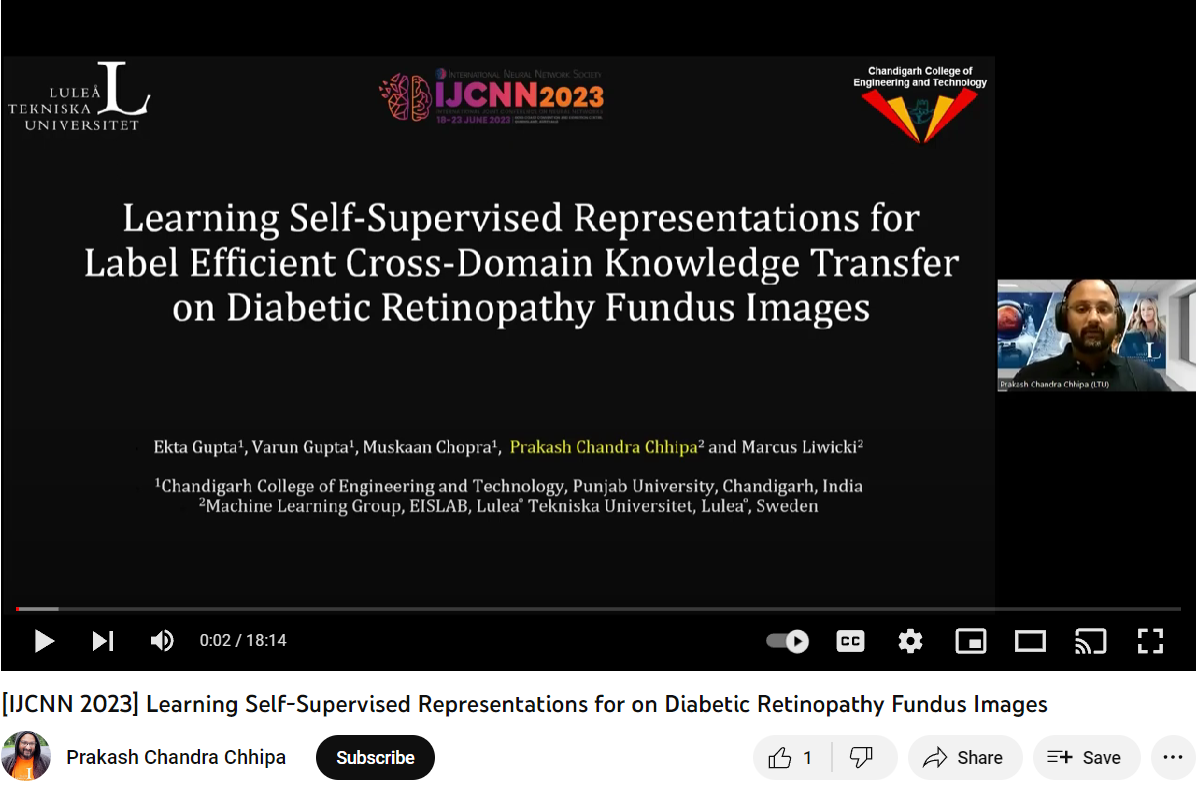 LULEÅ
TEKNISKA
UNIVERSITET
INTERNATIONAL NEURAL NETWORK SOCIETY
IJCNN2023
18-23 JUNE 2023
Chandigarh College of
Engineering and Technology
Learning Self-Supervised Representations for
Label Efficient Cross-Domain Knowledge Transfer
on Diabetic Retinopathy Fundus Images
Prakash Chandra Chhipa (LTU)
Ekta Gupta¹, Varun Gupta¹, Muskaan Chopra¹, Prakash Chandra Chhipa² and Marcus Liwicki²
¹Chandigarh College of Engineering and Technology, Punjab University, Chandigarh, India
²Machine Learning Group, EISLAB, Lulea° Tekniska Universitet, Lulea°, Sweden
0:02 / 18:14
CC
[IJCNN 2023] Learning Self-Supervised Representations for on Diabetic Retinopathy Fundus Images
Prakash Chandra Chhipa
Subscribe
1
Share
Save